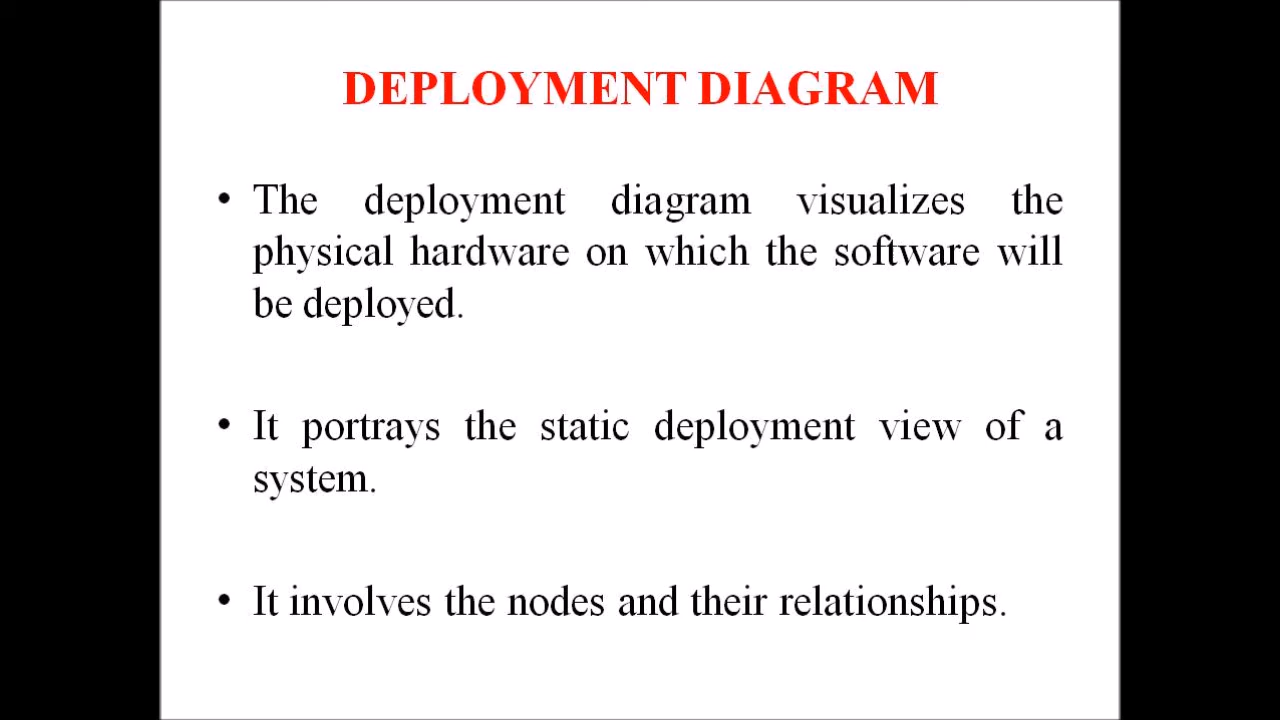 DEPLOYMENT DIAGRAM
• The deployment diagram visualizes the
physical hardware on which the software will
be deployed.
• It portrays the static deployment view of a
system.
• It involves the nodes and their relationships.